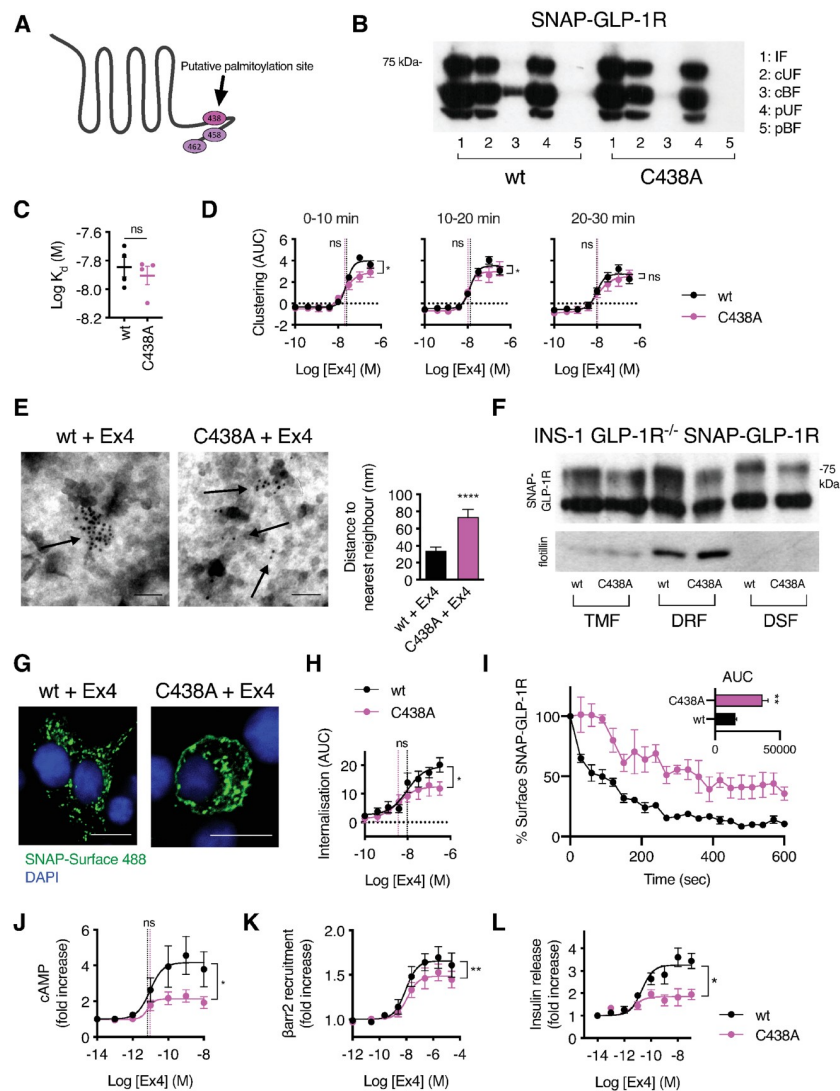 A
Putative palmitoylation site
438
458
462
B
SNAP-GLP-1R
75 kDa-
1: IF
2: cUF
3: cBF
4: pUF
5: pBF
1 2 3 4 5 1 2 3 4 5
wt C438A
C
ns
Log Kd (M)
-7.6
-7.8
-8.0
-8.2
wt
C438A
D
0-10 min 10-20 min 20-30 min
ns ns ns
Clustering (AUC)
6
4
2
0
-2
* * ns
-10 -8 -6 -10 -8 -6 -10 -8 -6
Log [Ex4] (M) Log [Ex4] (M) Log [Ex4] (M)
wt
C438A
E
wt + Ex4 C438A + Ex4
Distance to
nearest neighbour (nm)
100
80
60
40
20
0
****
wt + Ex4
C438A + Ex4
F
INS-1 GLP-1R-/- SNAP-GLP-1R
SNAP-
GLP-1R
-75
kDa
flotillin
wt C438A wt C438A wt C438A
TMF DRF DSF
G
wt + Ex4 C438A + Ex4
SNAP-Surface 488
DAPI
H
wt
C438A
ns
Internalisation (AUC)
20
10
0
*
-10 -8 -6
Log [Ex4] (M)
I
AUC
C438A
wt
**
0 50000
% Surface SNAP-GLP-1R
100
50
0
0 200 400 600
Time (sec)
J
ns
cAMP
(fold increase)
6
4
2
0
*
-14 -12 -10 -8
Log [Ex4] (M)
K
βarr2 recruitment
(fold increase)
2.0
1.5
1.0
**
-12 -10 -8 -6 -4
Log [Ex4] (M)
L
Insulin release
(fold increase)
4
3
2
1
0
*
-14 -12 -10 -8
Log [Ex4] (M)
wt
C438A